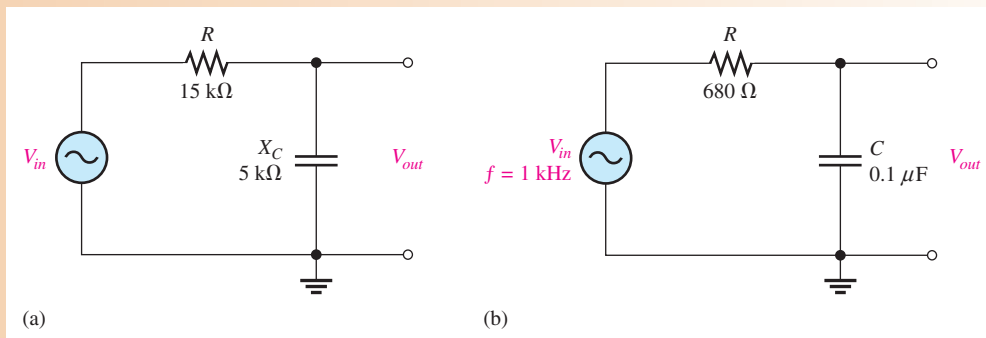 R
15 kΩ
V_in
X_C
5 kΩ
V_out
(a)
R
680 Ω
V_in
f = 1 kHz
C
0.1 μF
V_out
(b)